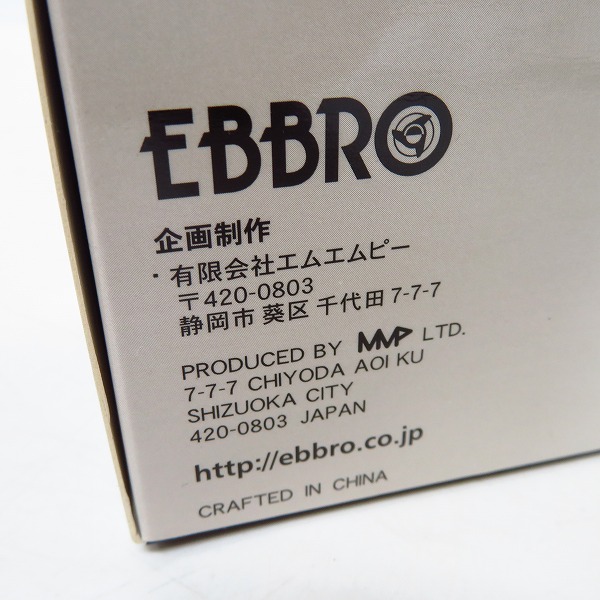 EBBRO
企画制作
・有限会社エムエムピー
〒420-0803
静岡市 葵区 千代田 7-7-7
PRODUCED BY MMP LTD.
7-7-7 CHIYODA AOI KU
SHIZUOKA CITY
420-0803 JAPAN
http://ebbro.co.jp
CRAFTED IN CHINA